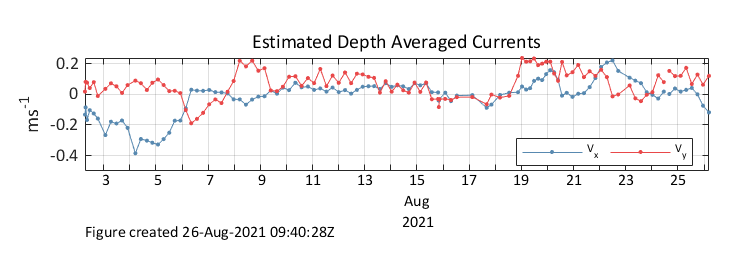 Estimated Depth Averaged Currents
0.2
0
-0.2
-0.4
ms-1
Vx Vy
3 5 7 9 11 13 15 17 19 21 23 25
Aug
2021
Figure created 26-Aug-2021 09:40:28Z